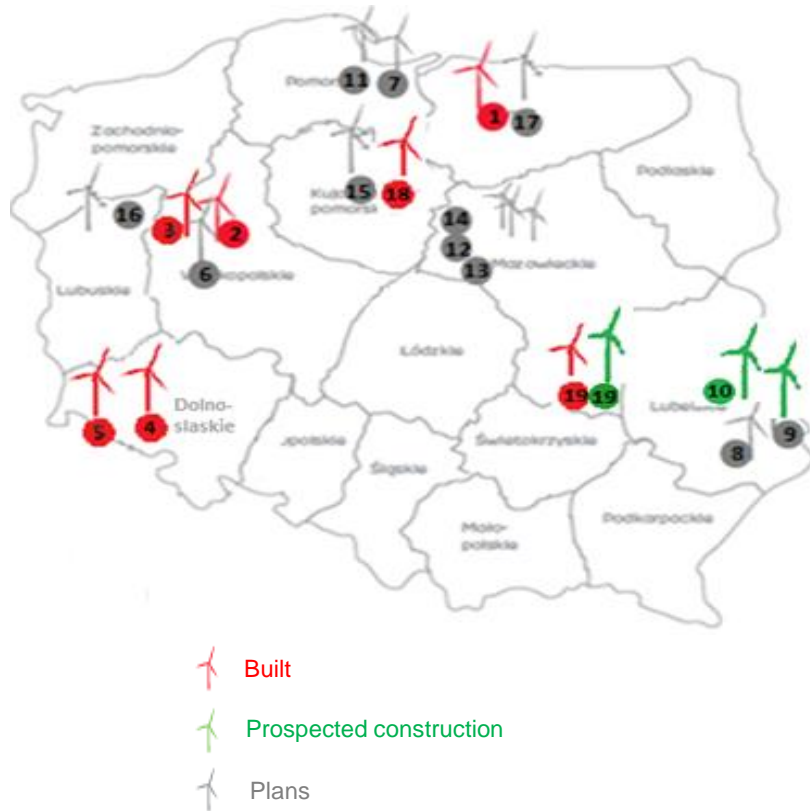 11
7
Pomor
1
17
Zachodnio-
pomorskie
Podlaskie
15
18
pomorsk
16
3
2
14
12
13
Mazowieckie
6
Lubuskie
Łódzkie
19
19
10
Dolno-
slaskie
5
4
8
9
opolskie
Świętokrzyskie
Śląskie
Mało-
polskie
Podkarpackie
Built
Prospected construction
Plans